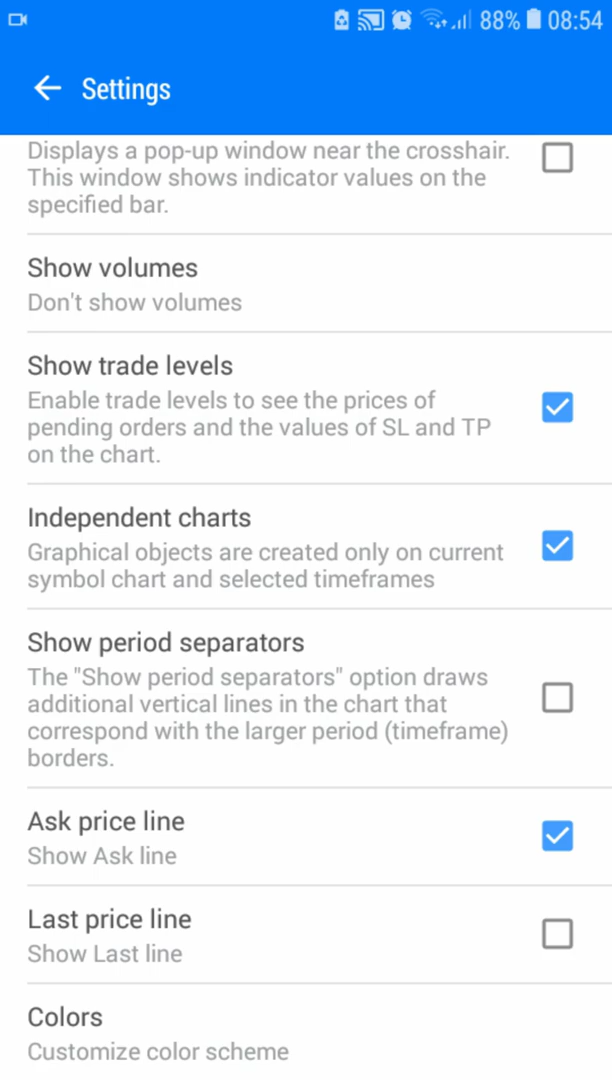 88% 08:54
Settings
Displays a pop-up window near the crosshair.
This window shows indicator values on the
specified bar.
Show volumes
Don't show volumes
Show trade levels
Enable trade levels to see the prices of
pending orders and the values of SL and TP
on the chart.
Independent charts
Graphical objects are created only on current
symbol chart and selected timeframes
Show period separators
The "Show period separators" option draws
additional vertical lines in the chart that
correspond with the larger period (timeframe)
borders.
Ask price line
Show Ask line
Last price line
Show Last line
Colors
Customize color scheme